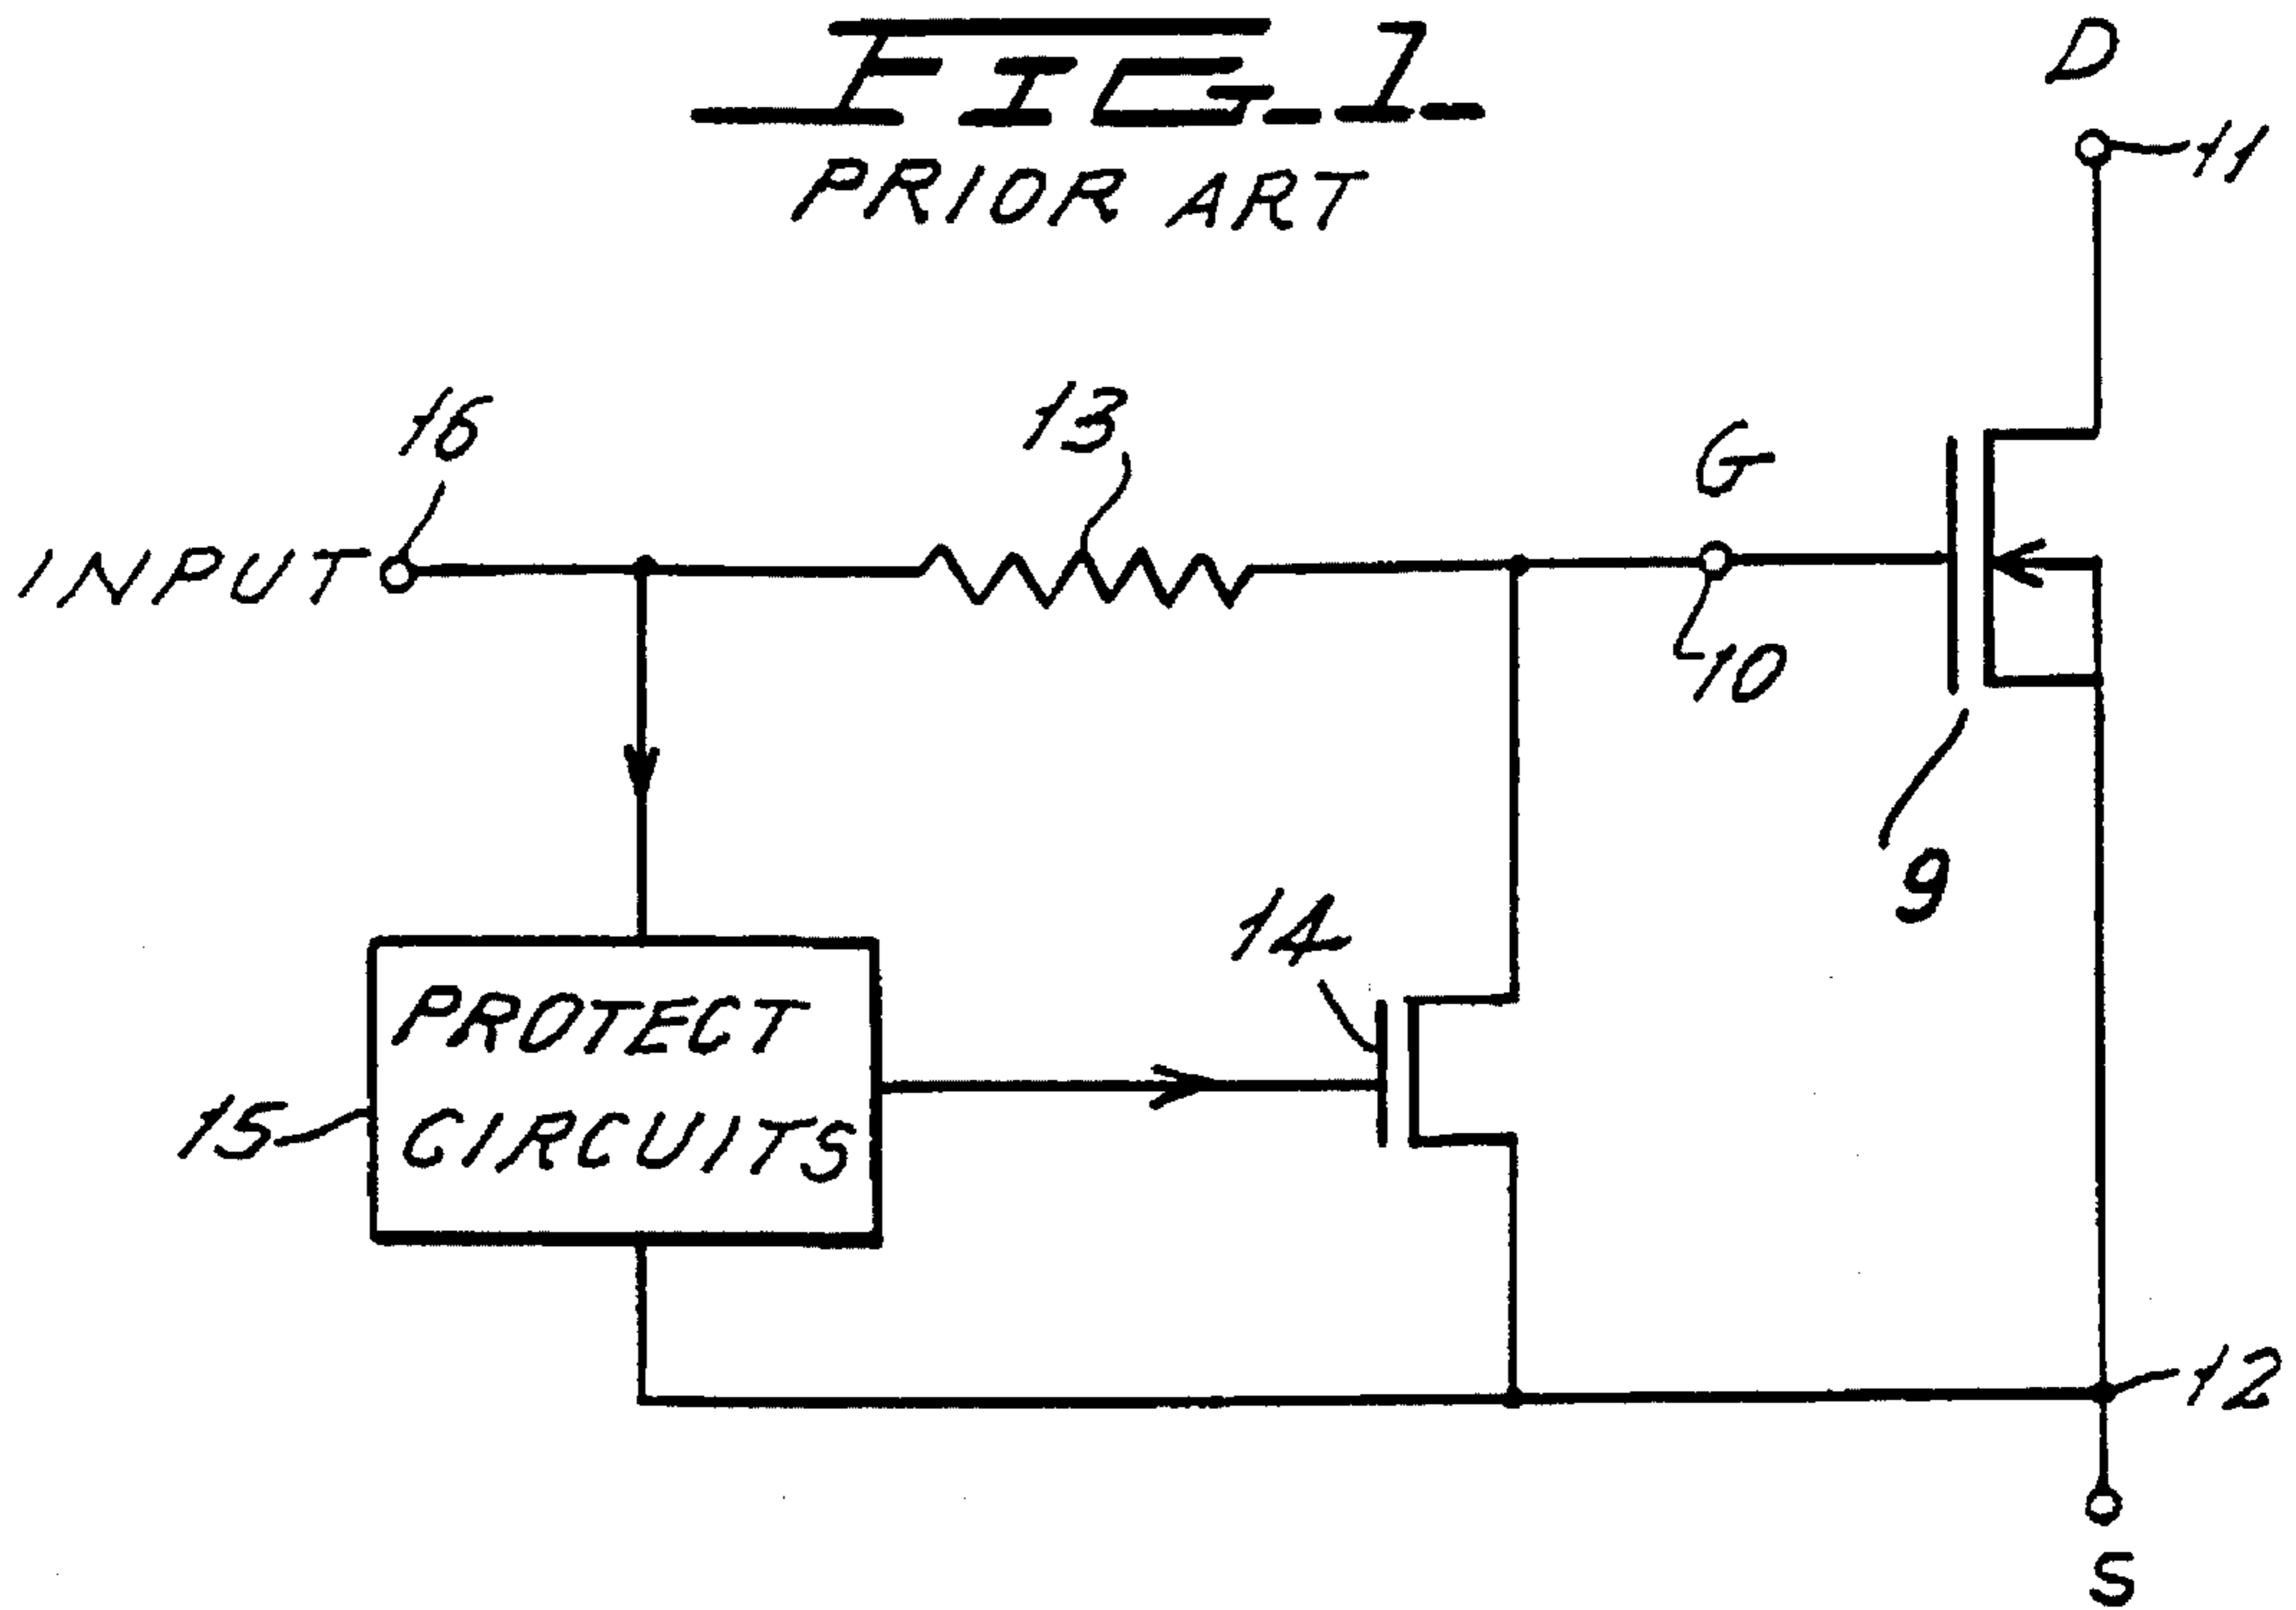 FIG. 1.
PRIOR ART
D
11
16
13
G
INPUT
10
9
14
PROTECT
15
CIRCUITS
12
S